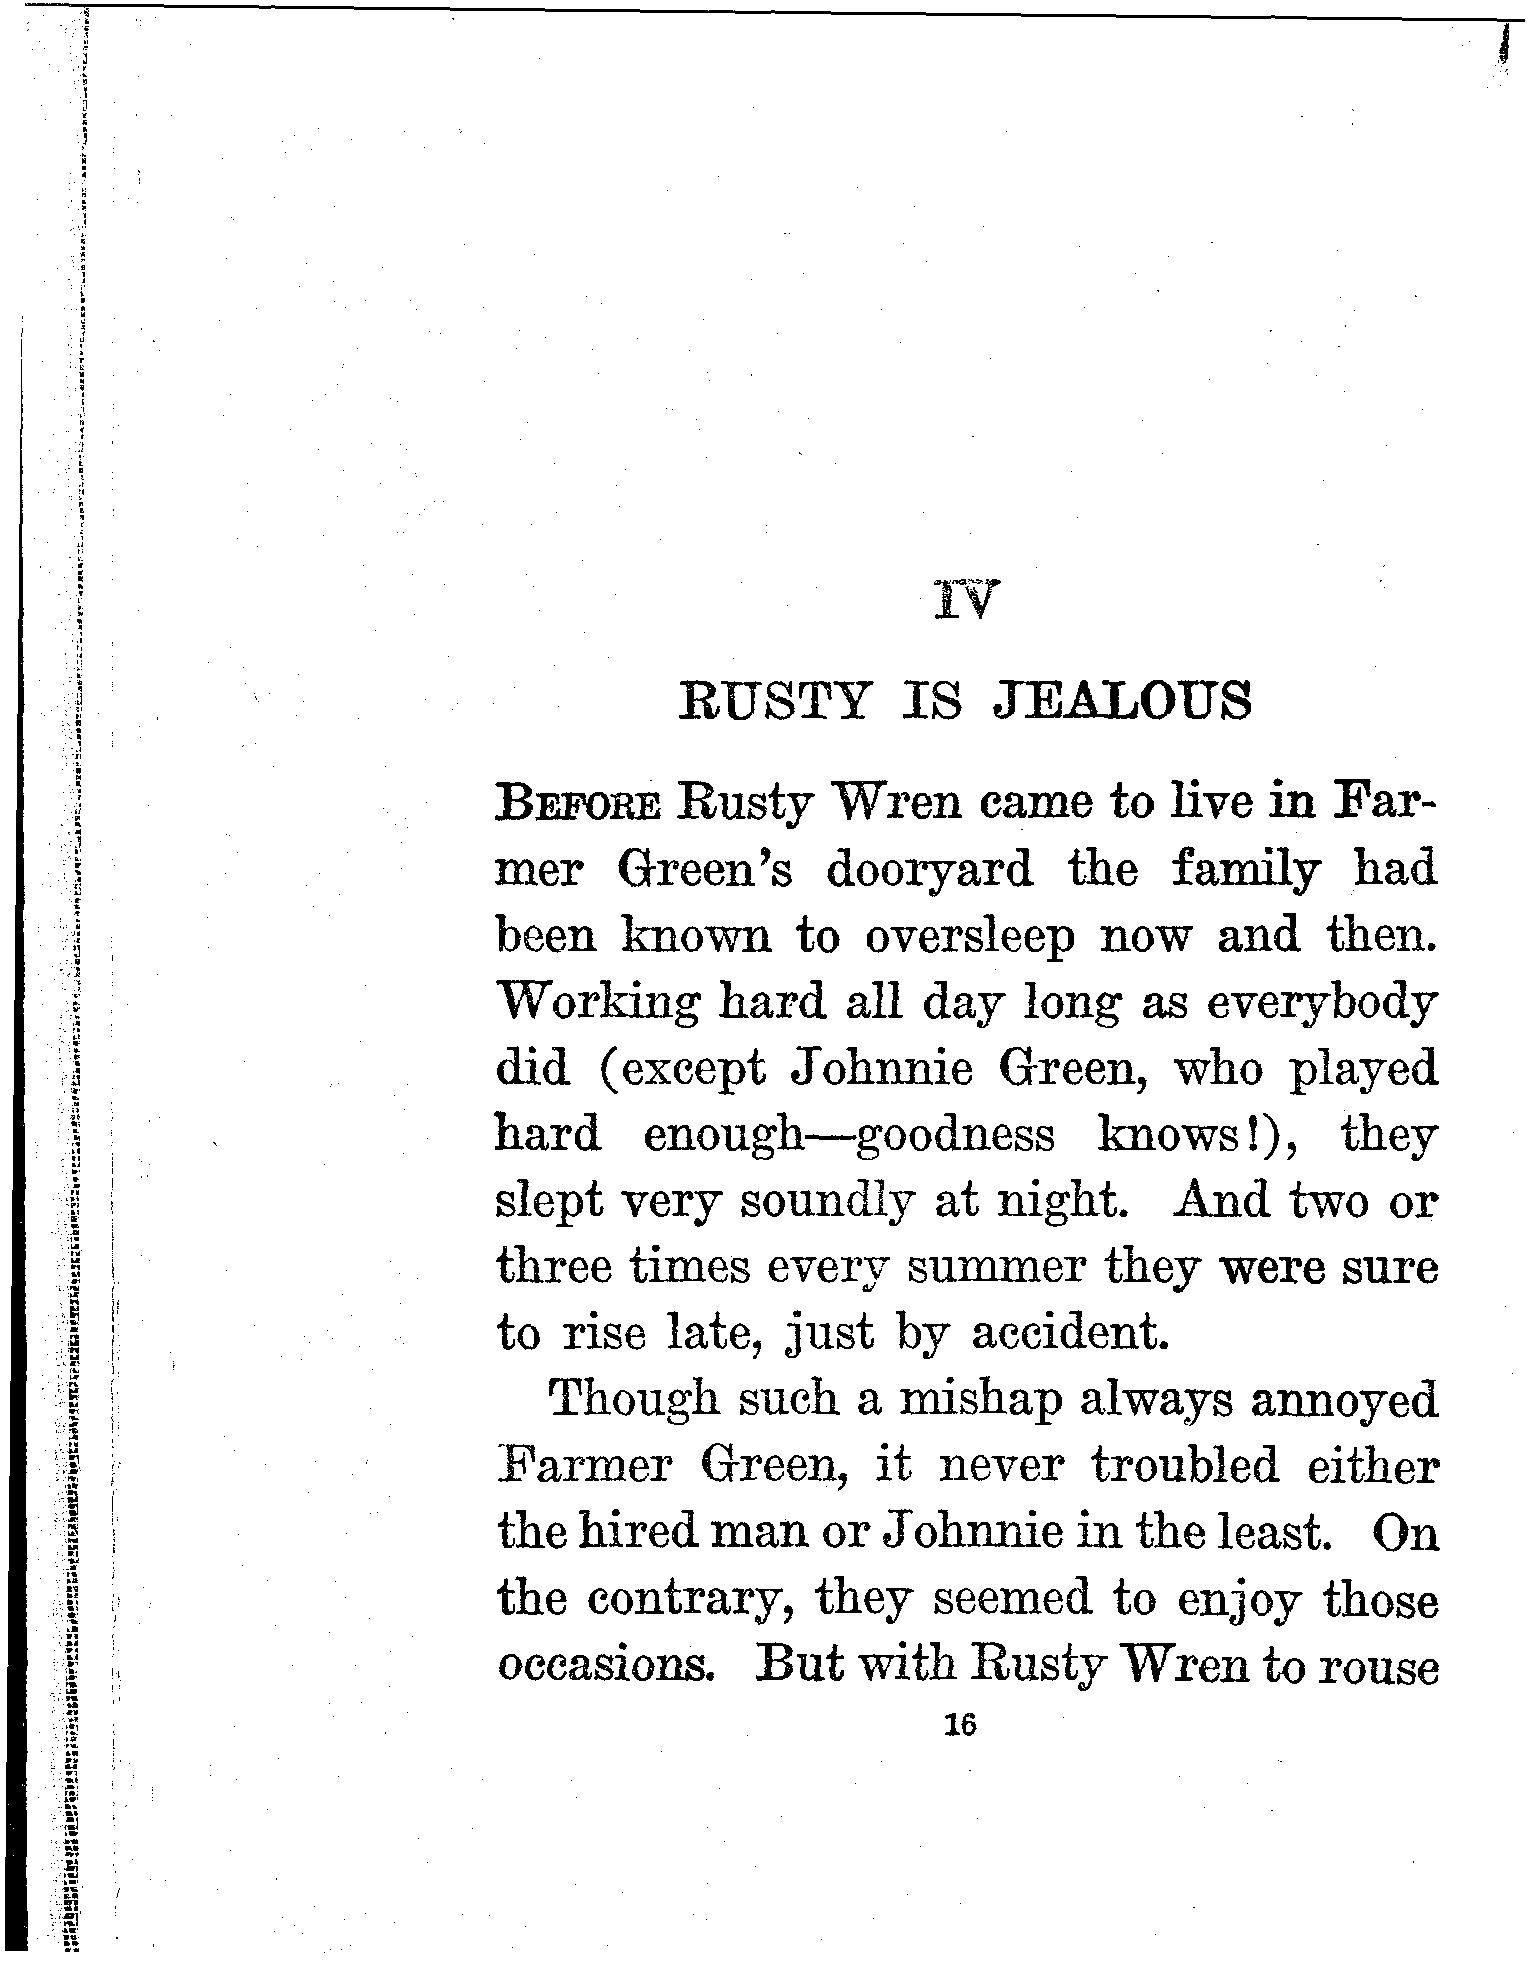 IV
RUSTY IS JEALOUS
BEFORE Rusty Wren came to live in Far-
mer Green's dooryard the family had
been known to oversleep now and then.
Working hard all day long as everybody
did (except Johnnie Green, who played
hard enough—goodness knows!), they
slept very soundly at night. And two or
three times every summer they were sure
to rise late, just by accident.
Though such a mishap always annoyed
Farmer Green, it never troubled either
the hired man or Johnnie in the least. On
the contrary, they seemed to enjoy those
occasions. But with Rusty Wren to rouse
16